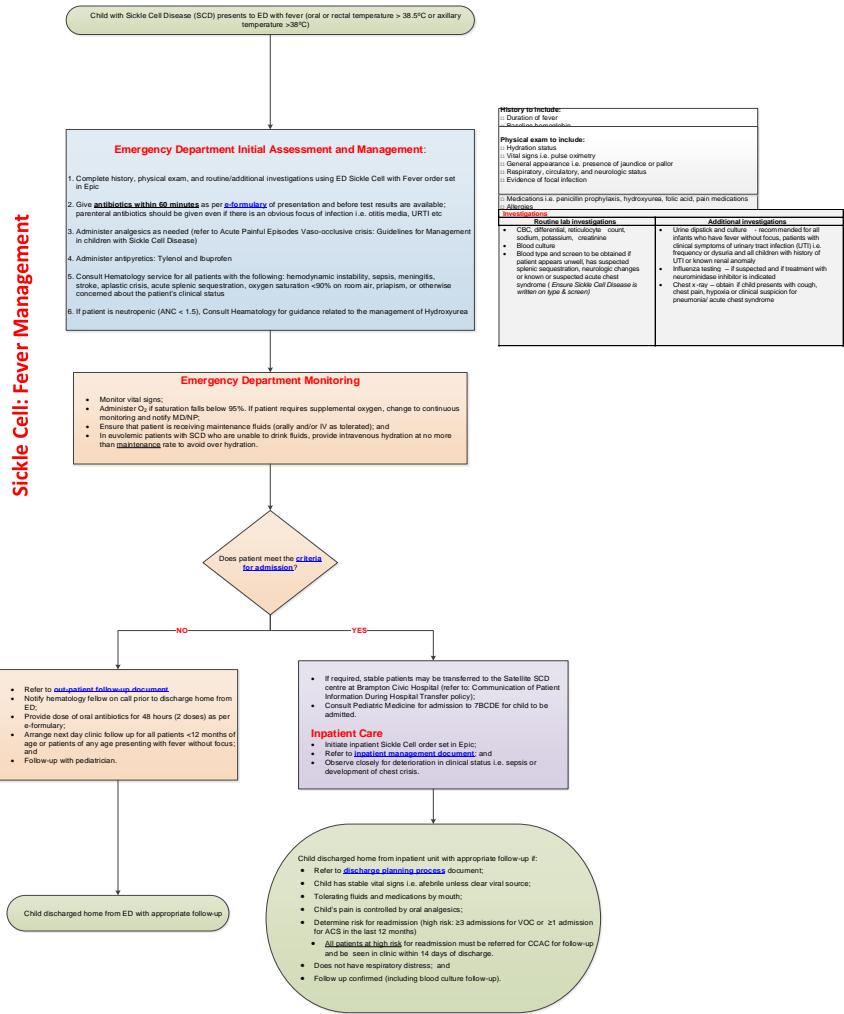 Sickle Cell: Fever Management
Child with Sickle Cell Disease (SCD) presents to ED with fever (oral or rectal temperature > 38.5ºC or axillary
temperature >38ºC)
Emergency Department Initial Assessment and Management:
1. Complete history, physical exam, and routine/additional investigations using ED Sickle Cell with Fever order set
in Epic
2. Give antibiotics within 60 minutes as per e-formulary of presentation and before test results are available;
parenteral antibiotics should be given even if there is an obvious focus of infection i.e. otitis media, URTI etc
3. Administer analgesics as needed (refer to Acute Painful Episodes Vaso-occlusive crisis: Guidelines for Management
in children with Sickle Cell Disease)
4. Administer antipyretics: Tylenol and Ibuprofen
5. Consult Hematology service for all patients with the following: hemodynamic instability, sepsis, meningitis,
stroke, aplastic crisis, acute splenic sequestration, oxygen saturation <90% on room air, priapism, or otherwise
concerned about the patient's clinical status
6. If patient is neutropenic (ANC < 1.5), Consult Heamatology for guidance related to the management of Hydroxyurea
History to include:
□ Duration of fever
□ Baseline hemoglobin
Physical exam to include:
□ Hydration status
□ Vital signs i.e. pulse oximetry
□ General appearance i.e. presence of jaundice or pallor
□ Respiratory, circulatory, and neurologic status
□ Evidence of focal infection
□ Medications i.e. penicillin prophylaxis, hydroxyurea, folic acid, pain medications
□ Allergies
Investigations
Routine lab investigations
• CBC, differential, reticulocyte count,
sodium, potassium, creatinine
• Blood culture
• Blood type and screen to be obtained if
patient appears unwell, has suspected
splenic sequestration, neurologic changes
or known or suspected acute chest
syndrome ( Ensure Sickle Cell Disease is
written on type & screen)
Additional investigations
• Urine dipstick and culture - recommended for all
infants who have fever without focus, patients with
clinical symptoms of urinary tract infection (UTI) i.e.
frequency or dysuria and all children with history of
UTI or known renal anomaly
• Influenza testing – if suspected and if treatment with
neurominidase inhibitor is indicated
• Chest x-ray – obtain if child presents with cough,
chest pain, hypoxia or clinical suspicion for
pneumonia/ acute chest syndrome
Emergency Department Monitoring
• Monitor vital signs;
• Administer O₂ if saturation falls below 95%. If patient requires supplemental oxygen, change to continuous
monitoring and notify MD/NP;
• Ensure that patient is receiving maintenance fluids (orally and/or IV as tolerated); and
• In euvolemic patients with SCD who are unable to drink fluids, provide intravenous hydration at no more
than maintenance rate to avoid over hydration.
Does patient meet the criteria
for admission?
NO
YES
• Refer to out-patient follow-up document
• Notify hematology fellow on call prior to discharge home from
ED;
• Provide dose of oral antibiotics for 48 hours (2 doses) as per
e-formulary;
• Arrange next day clinic follow up for all patients <12 months of
age or patients of any age presenting with fever without focus;
and
• Follow-up with pediatrician.
• If required, stable patients may be transferred to the Satellite SCD
centre at Brampton Civic Hospital (refer to: Communication of Patient
Information During Hospital Transfer policy);
• Consult Pediatric Medicine for admission to 7BCDE for child to be
admitted.
Inpatient Care
• Initiate inpatient Sickle Cell order set in Epic;
• Refer to inpatient management document; and
• Observe closely for deterioration in clinical status i.e. sepsis or
development of chest crisis.
Child discharged home from ED with appropriate follow-up
Child discharged home from inpatient unit with appropriate follow-up if:
• Refer to discharge planning process document;
• Child has stable vital signs i.e. afebrile unless clear viral source;
• Tolerating fluids and medications by mouth;
• Child's pain is controlled by oral analgesics;
• Determine risk for readmission (high risk: ≥3 admissions for VOC or ≥1 admission
for ACS in the last 12 months)
• All patients at high risk for readmission must be referred for CCAC for follow-up
and be seen in clinic within 14 days of discharge.
• Does not have respiratory distress; and
• Follow up confirmed (including blood culture follow-up).